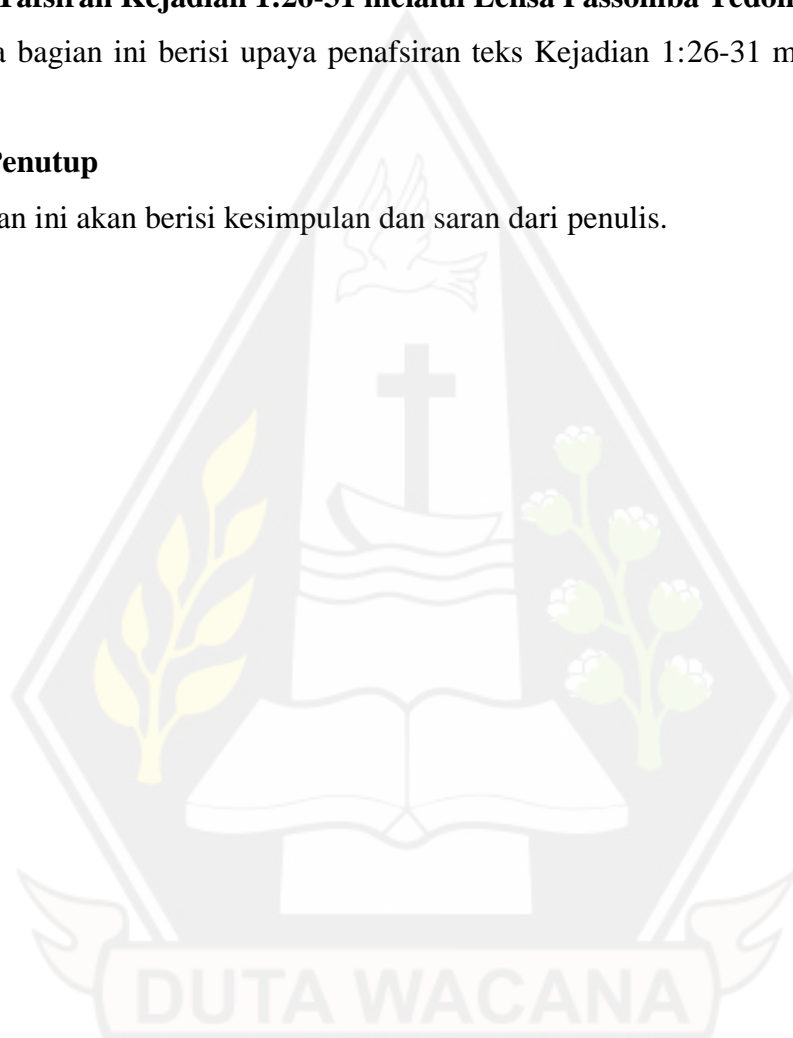 Tafsiran Kejadian 1:26-31 melalui Lensa Passomba Tedon
a bagian ini berisi upaya penafsiran teks Kejadian 1:26-31 m
Penutup
an ini akan berisi kesimpulan dan saran dari penulis.
DUTA WACANA